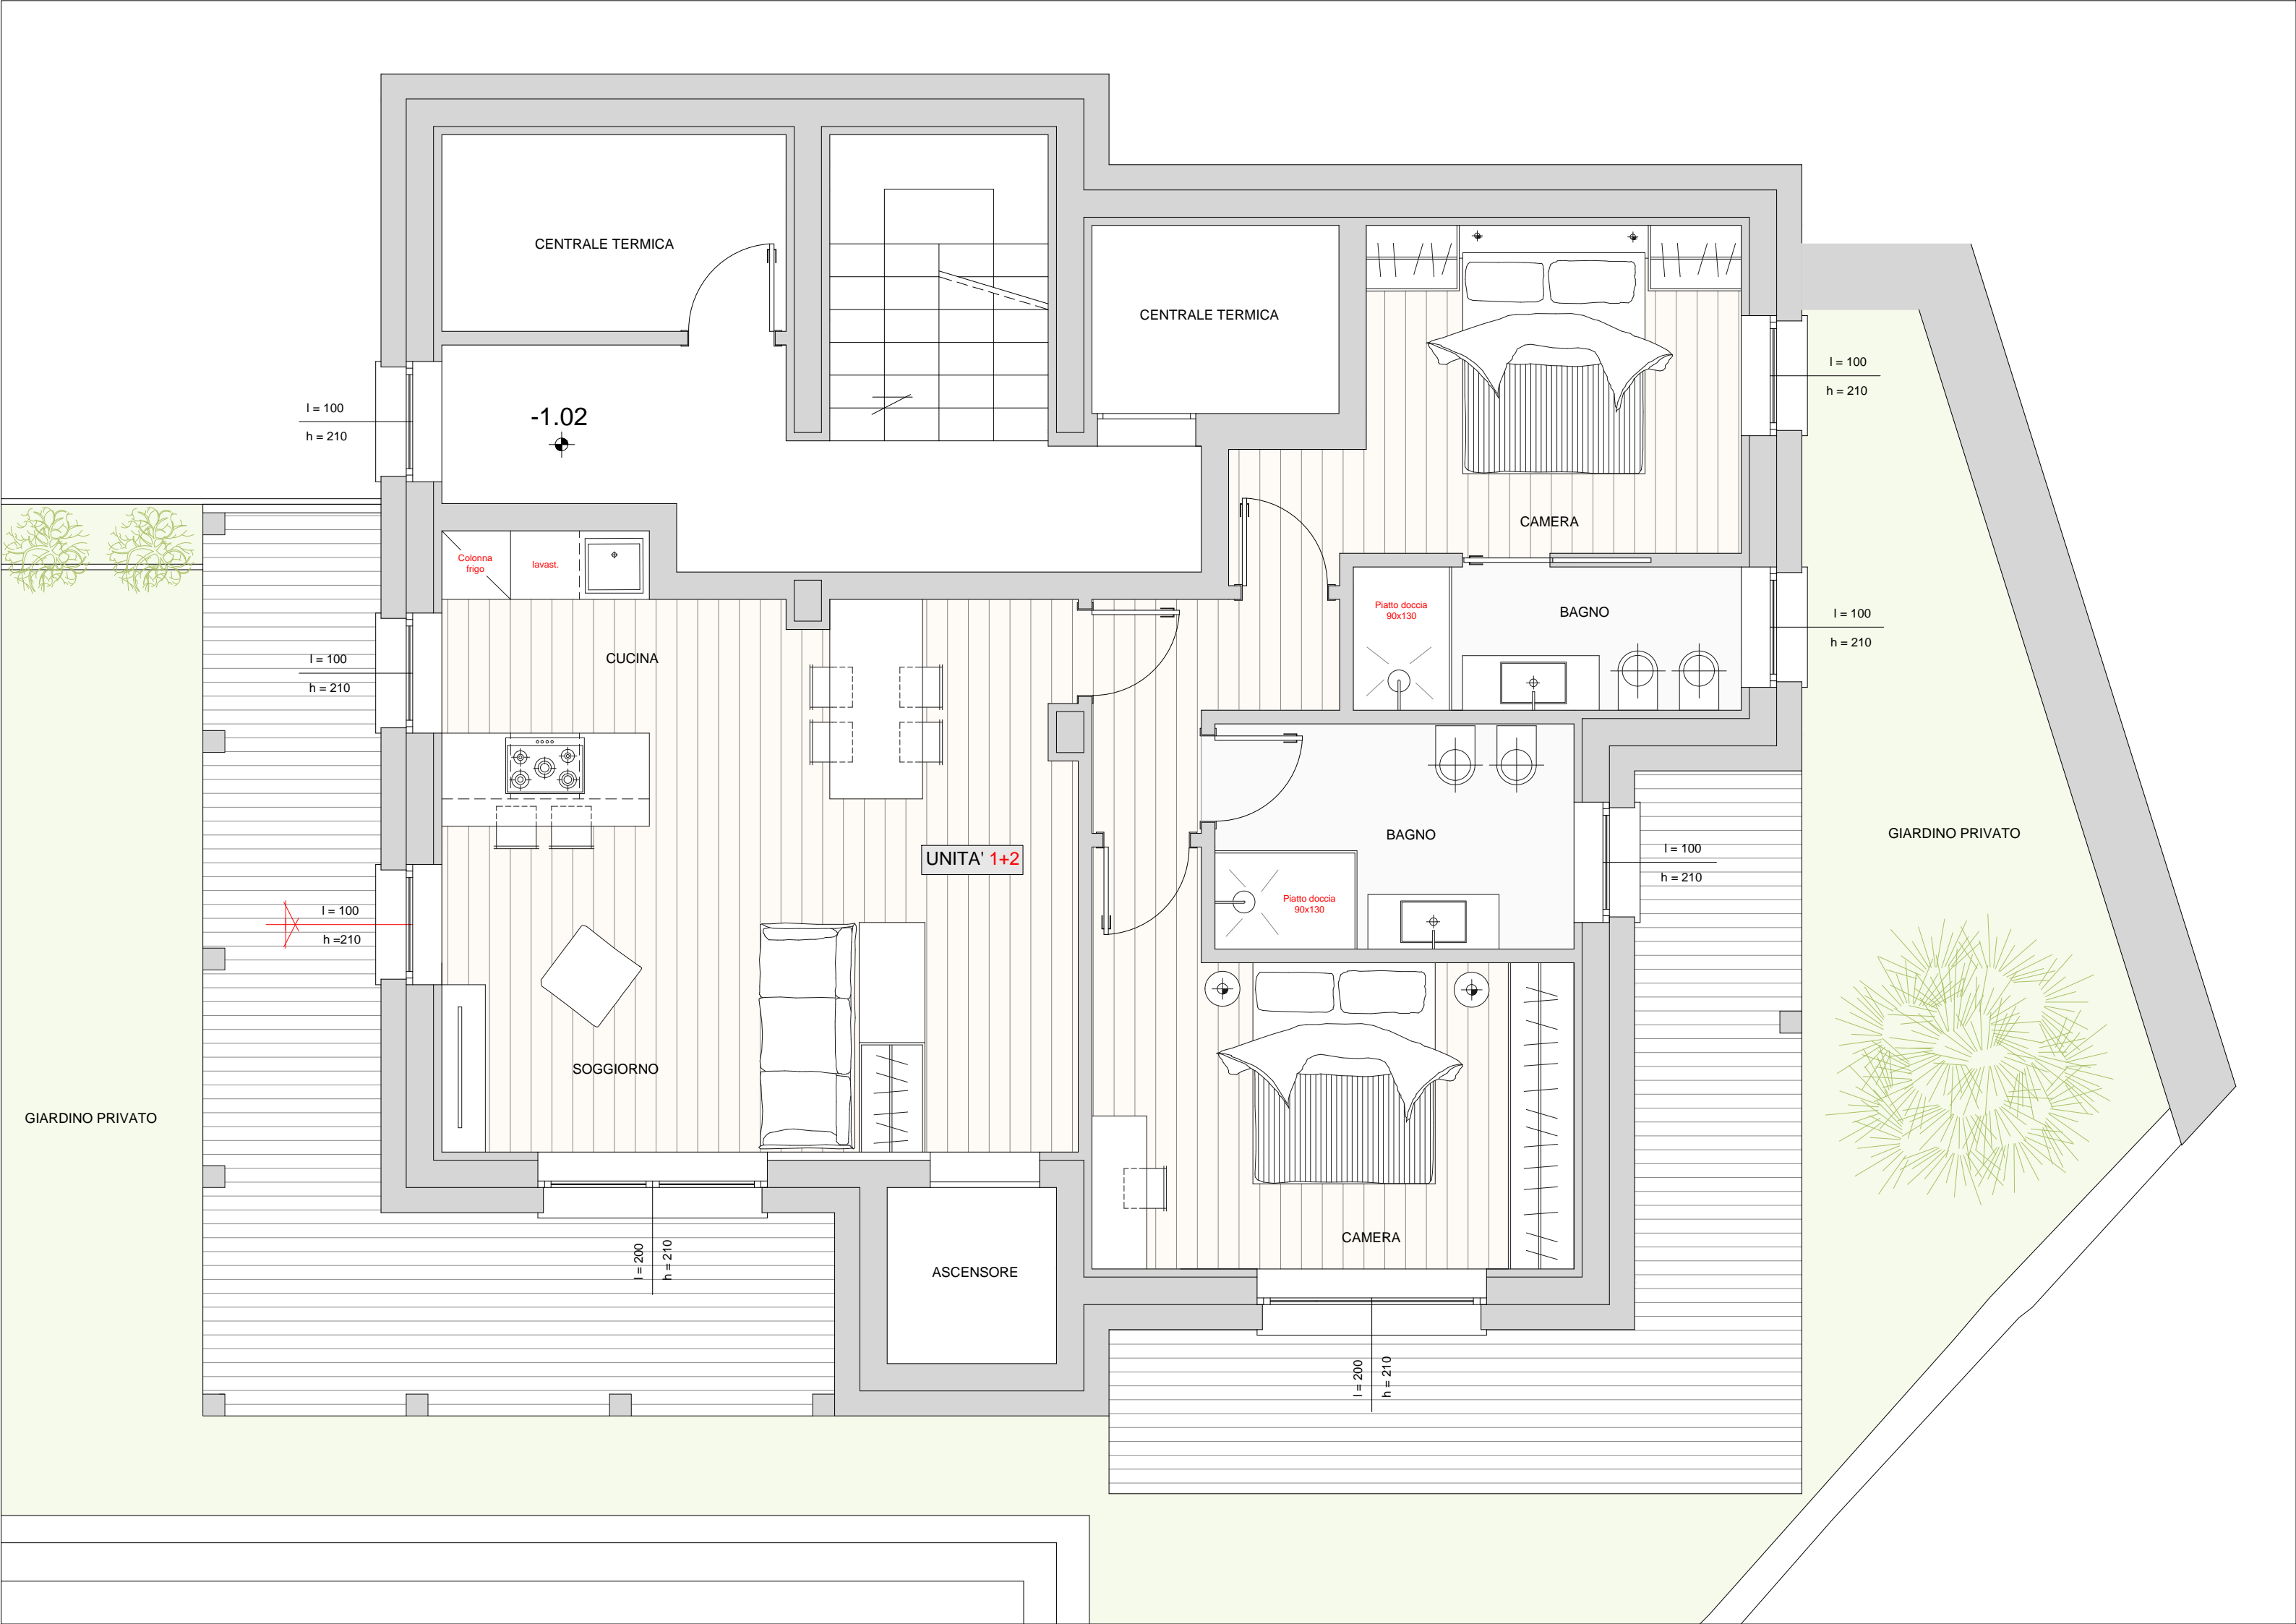 CENTRALE TERMICA
CENTRALE TERMICA
l = 100
h = 210
l = 100
h = 210
-1.02
CAMERA
Colonna
frigo
lavast.
Piatto doccia
90x130
BAGNO
l = 100
h = 210
CUCINA
l = 100
h = 210
UNITA' 1+2
BAGNO
l = 100
h = 210
GIARDINO PRIVATO
l = 100
h =210
Piatto doccia
90x130
SOGGIORNO
GIARDINO PRIVATO
CAMERA
l = 200
h = 210
ASCENSORE
l = 200
h = 210